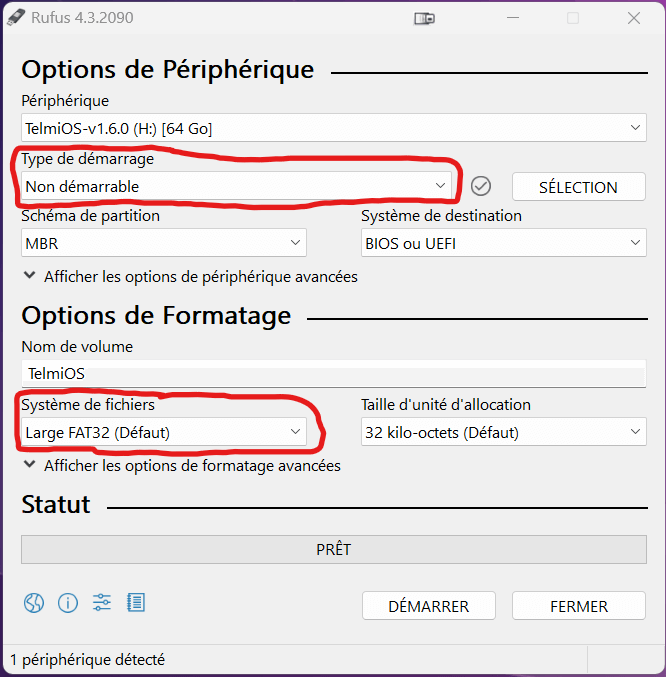 Rufus 4.3.2090
Options de Périphérique
Périphérique
TelmiOS-v1.6.0 (H:) [64 Go]
Type de démarrage
Non démarrable
SÉLECTION
Schéma de partition
Système de destination
MBR
BIOS ou UEFI
Afficher les options de périphérique avancées
Options de Formatage
Nom de volume
TelmiOS
Système de fichiers
Taille d'unité d'allocation
Large FAT32 (Défaut)
32 kilo-octets (Défaut)
Afficher les options de formatage avancées
Statut
PRÊT
DÉMARRER
FERMER
1 périphérique détecté